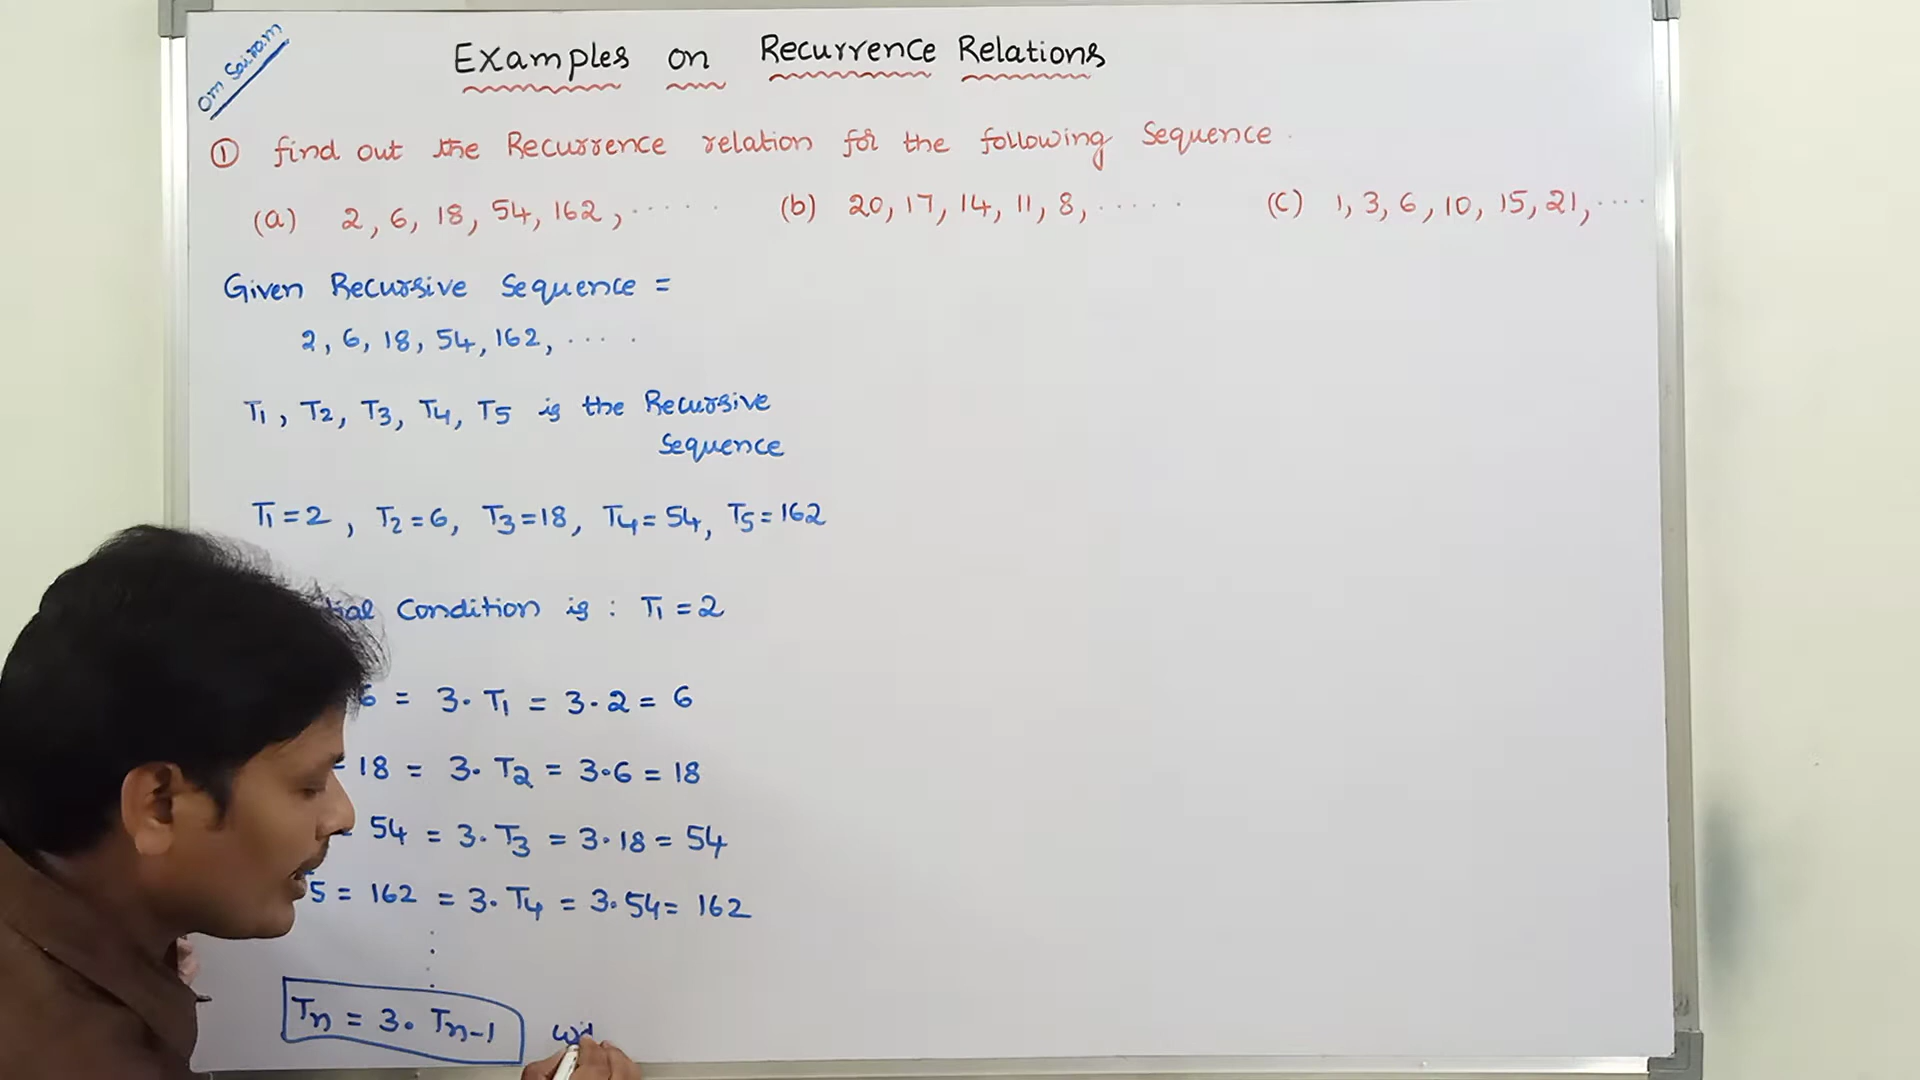 Om Sairam
Examples on Recurrence Relations
① find out the Recurrence relation for the following Sequence.
(a) 2, 6, 18, 54, 162, ..... (b) 20, 17, 14, 11, 8, ..... (c) 1, 3, 6, 10, 15, 21, ....
Given Recursive Sequence =
2, 6, 18, 54, 162, ....
T1, T2, T3, T4, T5 is the Recursive
Sequence
T1 = 2, T2 = 6, T3 = 18, T4 = 54, T5 = 162
Condition is : T1 = 2
6 = 3. T1 = 3.2 = 6
= 18 = 3. T2 = 3.6 = 18
= 54 = 3. T3 = 3.18 = 54
5 = 162 = 3. T4 = 3.54 = 162
Tn = 3. Tn-1